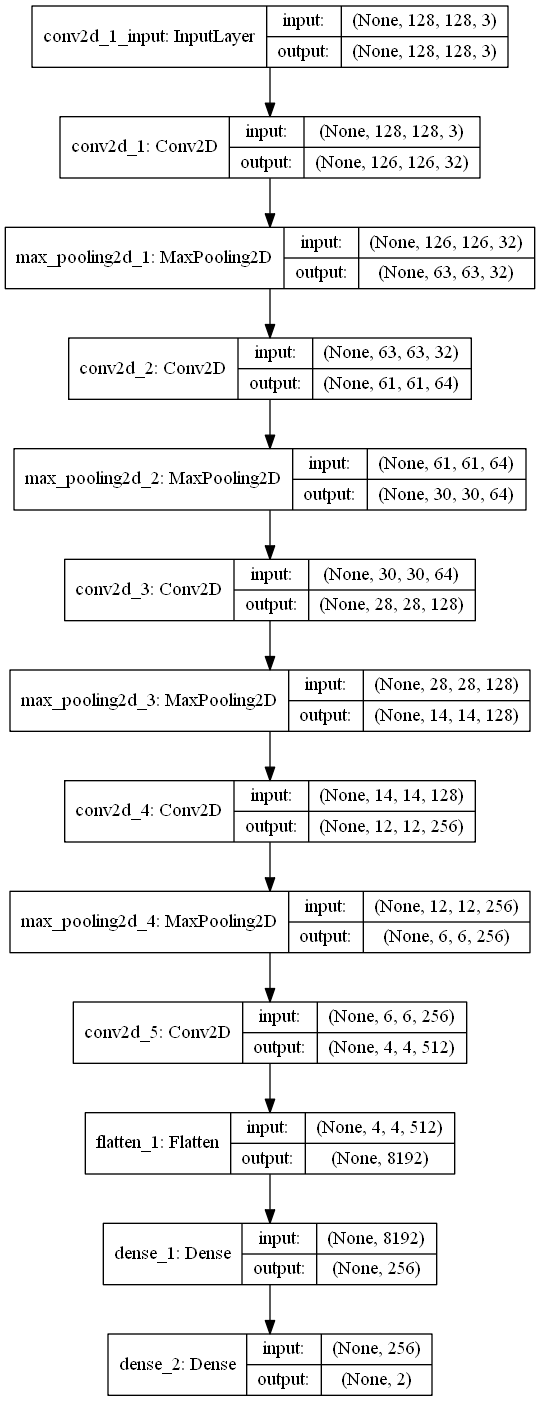 conv2d_1_input: InputLayer
input: (None, 128, 128, 3)
output: (None, 128, 128, 3)
conv2d_1: Conv2D
input: (None, 128, 128, 3)
output: (None, 126, 126, 32)
max_pooling2d_1: MaxPooling2D
input: (None, 126, 126, 32)
output: (None, 63, 63, 32)
conv2d_2: Conv2D
input: (None, 63, 63, 32)
output: (None, 61, 61, 64)
max_pooling2d_2: MaxPooling2D
input: (None, 61, 61, 64)
output: (None, 30, 30, 64)
conv2d_3: Conv2D
input: (None, 30, 30, 64)
output: (None, 28, 28, 128)
max_pooling2d_3: MaxPooling2D
input: (None, 28, 28, 128)
output: (None, 14, 14, 128)
conv2d_4: Conv2D
input: (None, 14, 14, 128)
output: (None, 12, 12, 256)
max_pooling2d_4: MaxPooling2D
input: (None, 12, 12, 256)
output: (None, 6, 6, 256)
conv2d_5: Conv2D
input: (None, 6, 6, 256)
output: (None, 4, 4, 512)
flatten_1: Flatten
input: (None, 4, 4, 512)
output: (None, 8192)
dense_1: Dense
input: (None, 8192)
output: (None, 256)
dense_2: Dense
input: (None, 256)
output: (None, 2)